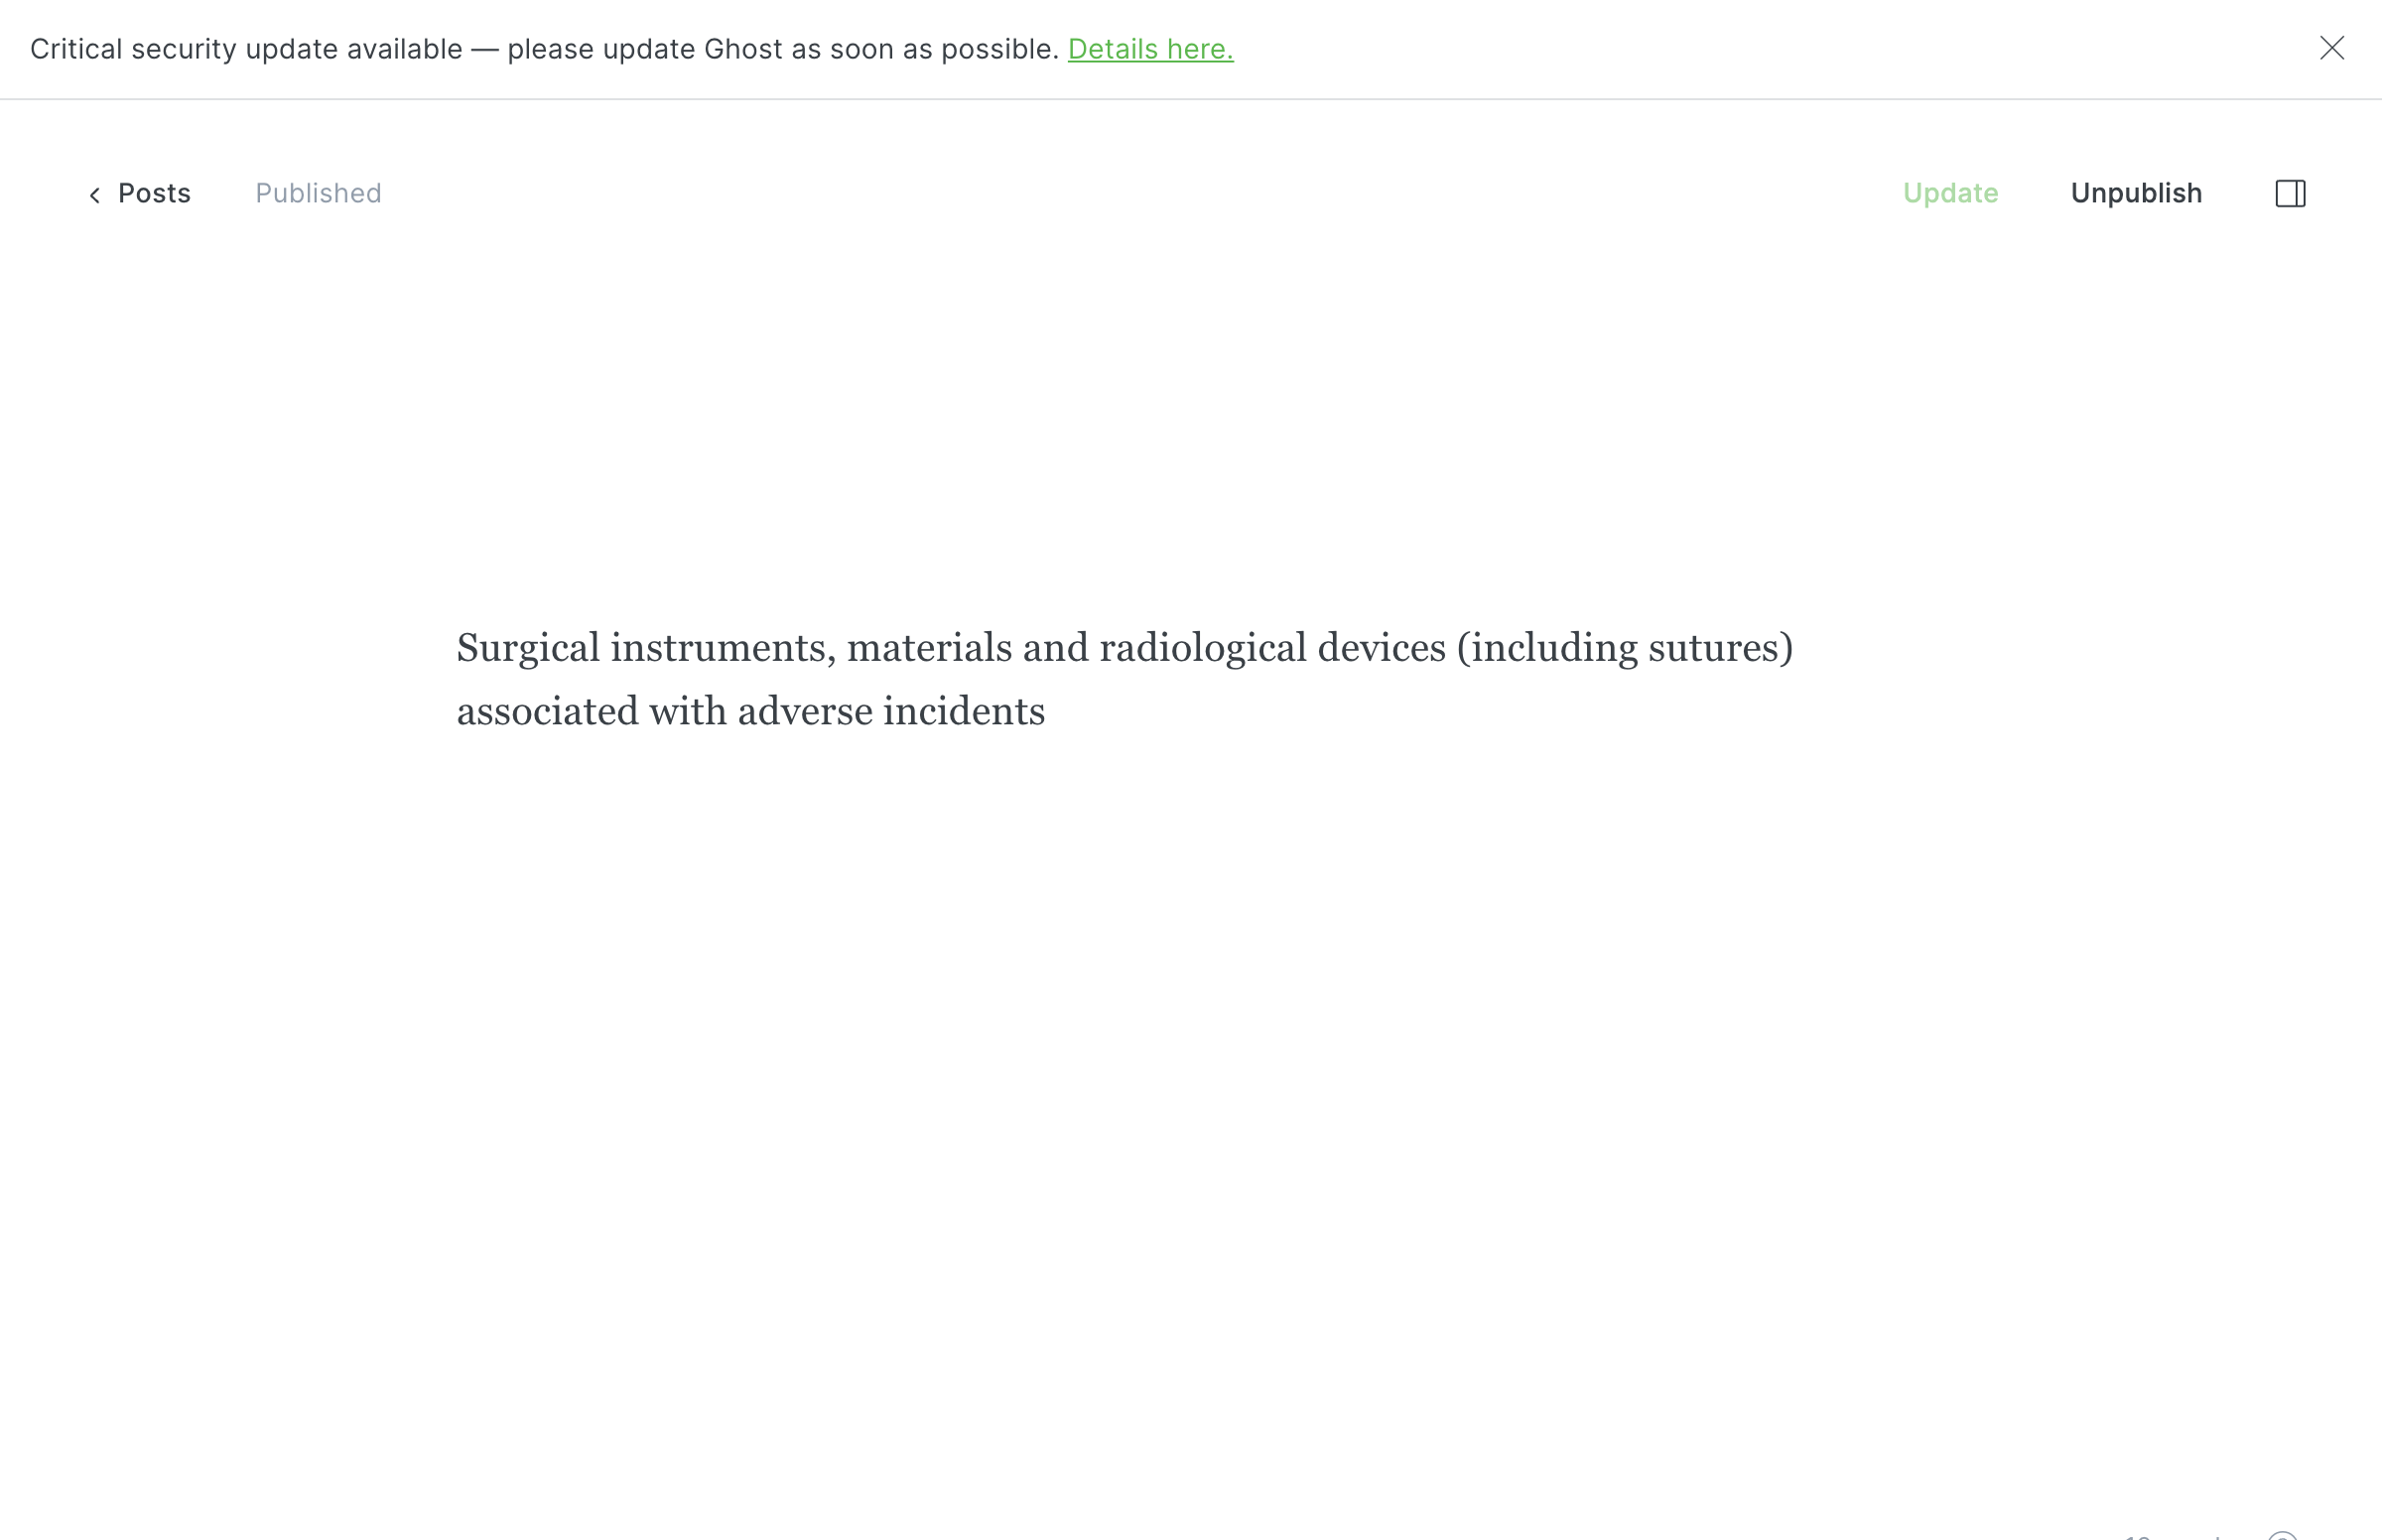 Critical security update available — please update Ghost as soon as possible. Details here.
Posts Published Update Unpublish
Surgical instruments, materials and radiological devices (including sutures)
associated with adverse incidents